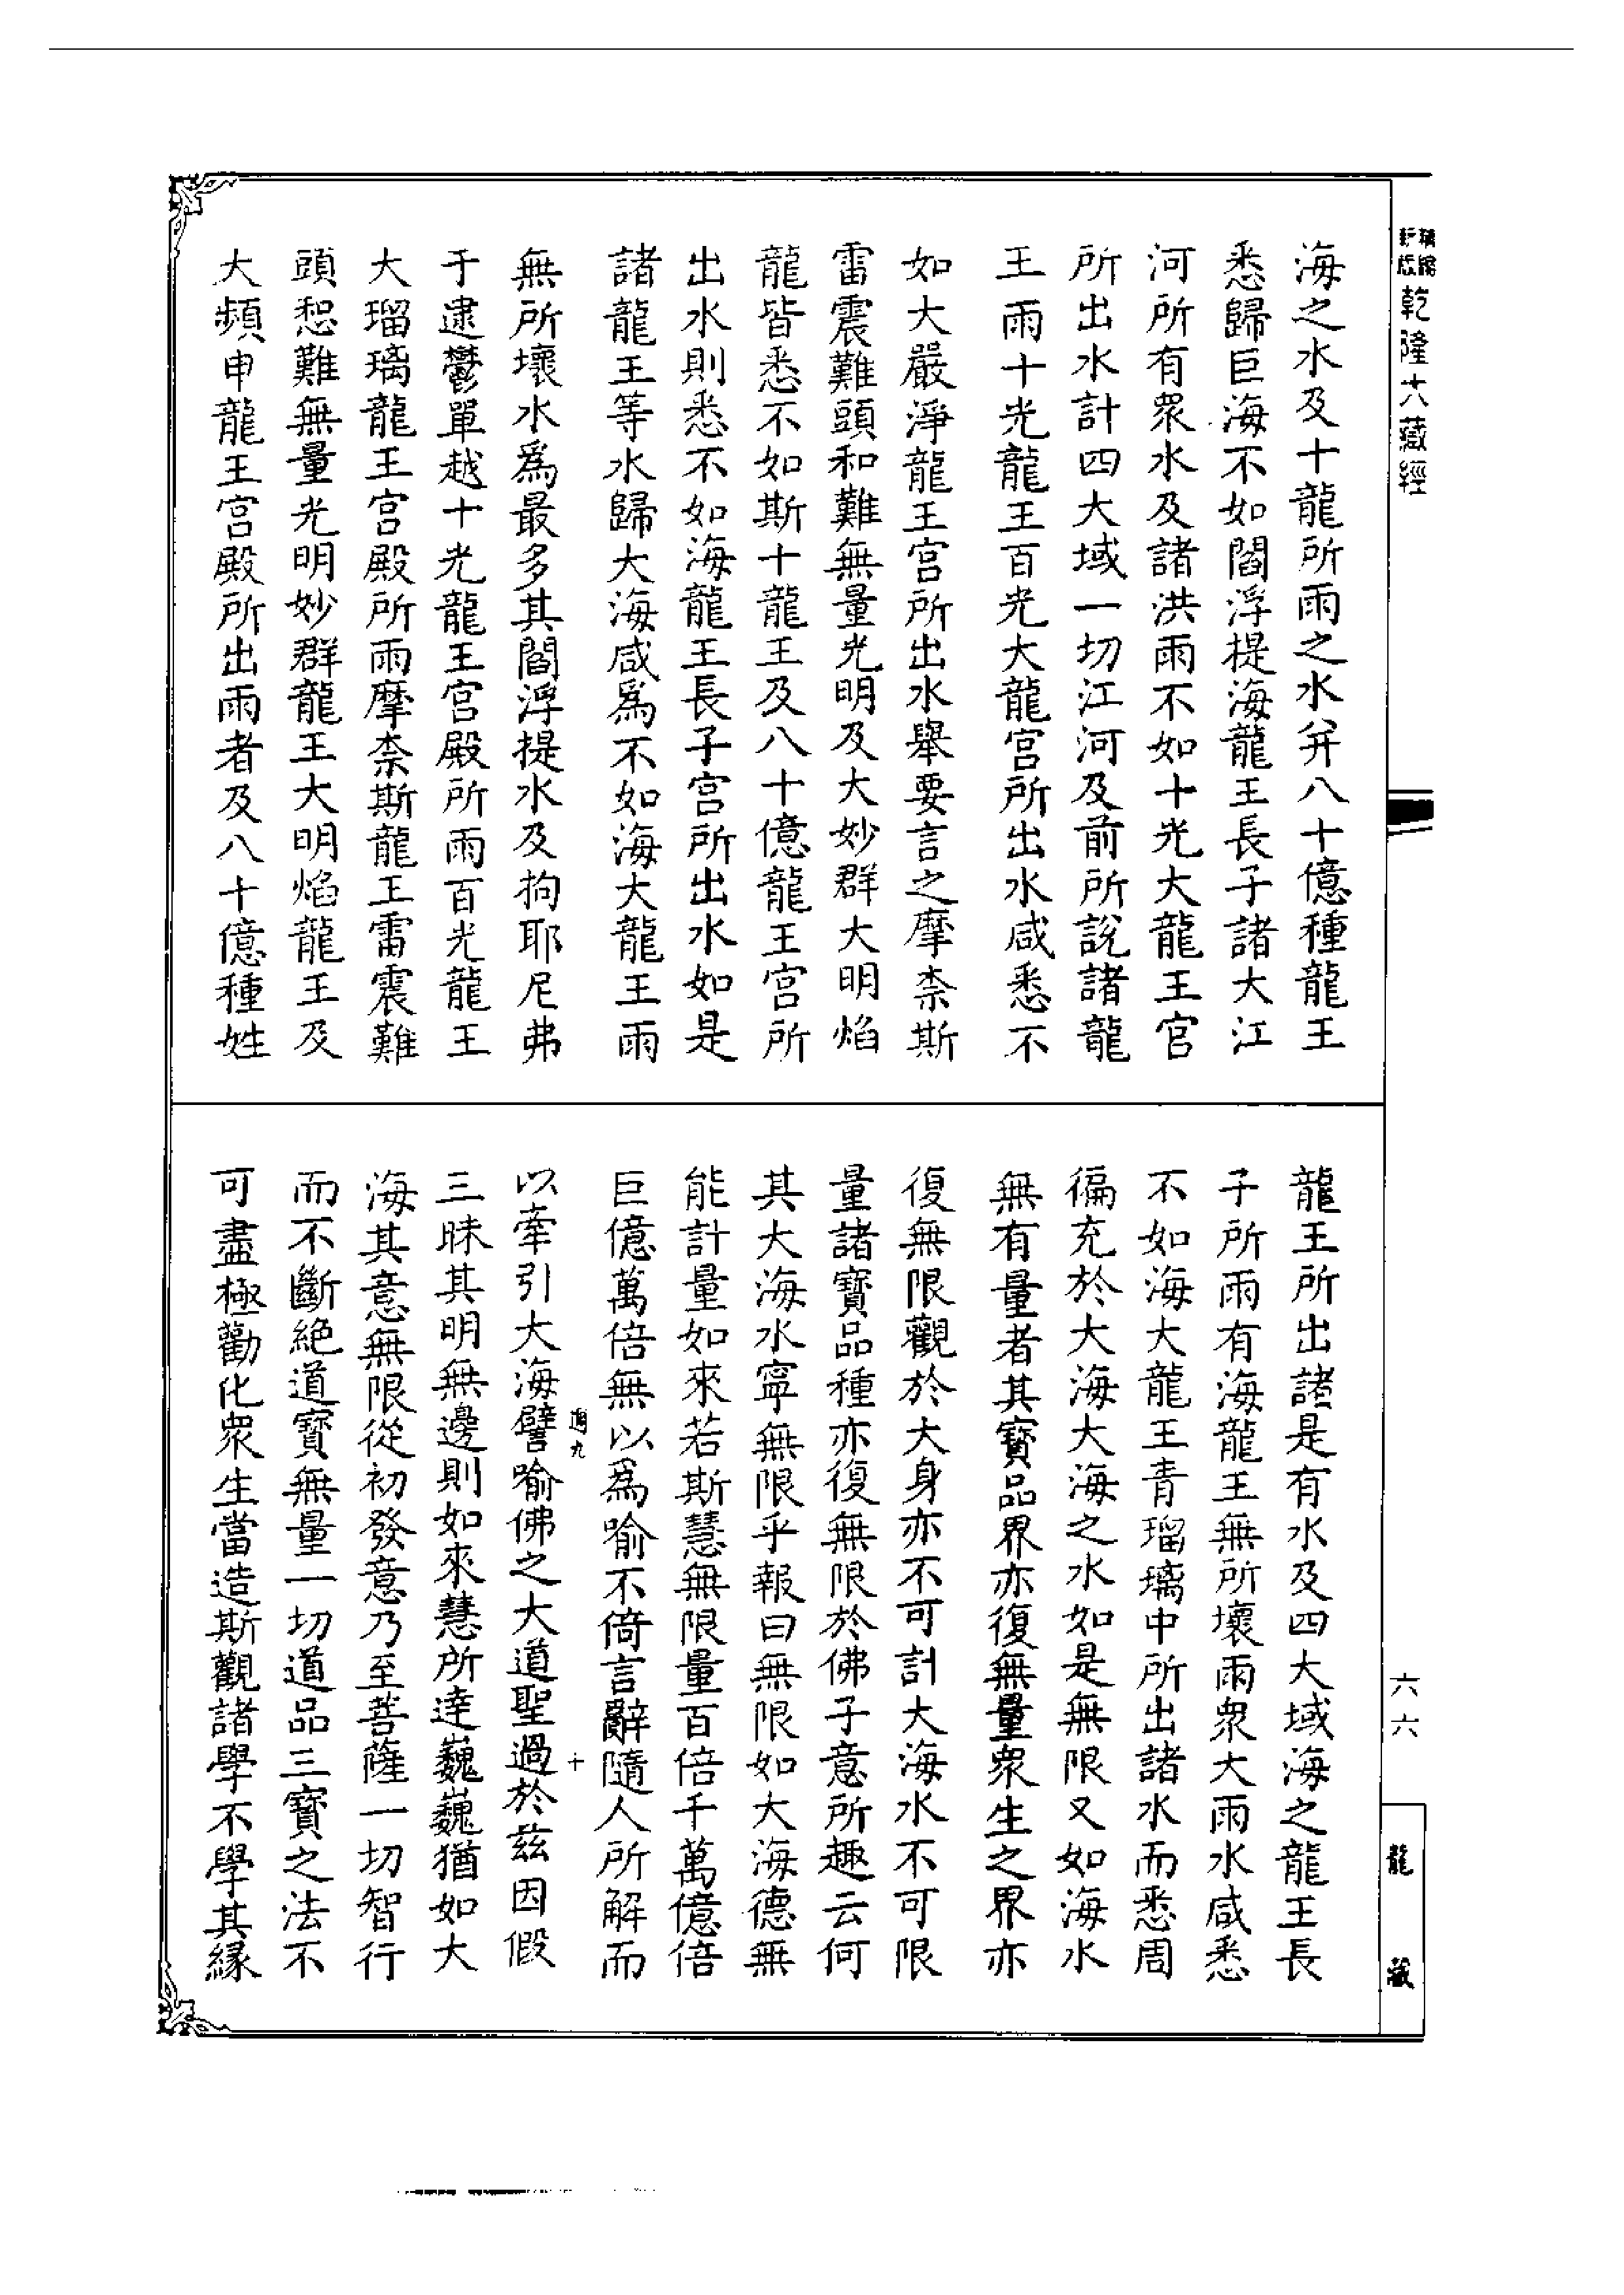 乾隆大藏經
海之水及十龍所雨之水并八十億種龍王
悉歸巨海不如閻浮提海龍王長子諸大江
河所有眾水及諸洪雨不如十光大龍王宮
所出水計四大域一切江河及前所說諸龍
王雨十光龍王百光大龍宮所出水咸悉不
如大嚴淨龍王宮所出水舉要言之摩柰斯
雷震難頭和難無量光明及大妙群大明焰
龍皆悉不如斯十龍王及八十億龍王宮所
出水則悉不如海龍王長子宮所出水如是
諸龍王等水歸大海咸為不如海大龍王雨
無所壞水為最多其閻浮提水及拘耶尼弗
于逮鬱單越十光龍王宮殿所雨百光龍王
大瑠璃龍王宮殿所雨摩柰斯龍王雷震難
頭恕難無量光明妙群龍王大明焰龍王及
大頻申龍王宮殿所出雨者及八十億種姓
龍王所出諸是有水及四大域海之龍王長
子所雨有海龍王無所壞雨眾大雨水咸悉
不如海大龍王青瑠璃中所出諸水而悉周
徧充於大海大海之水如是無限又如海水
無有量者其寶品界亦復無量眾生之界亦
復無限觀於大身亦不可計大海水不可限
量諸寶品種亦復無限於佛子意所趣云何
其大海水寧無限乎報曰無限如大海德無
能計量如來若斯慧無限量百倍千萬億倍
巨億萬倍無以為喻不倚言辭隨人所解而
以牽引大海譬喻佛之大道聖過於茲因假
三昧其明無邊則如來慧所達巍巍猶如大
海其意無限從初發意乃至菩薩一切智行
而不斷絕道寶無量一切道品三寶之法不
可盡極勸化眾生當造斯觀諸學不學其緣
九
十
六六
龍藏